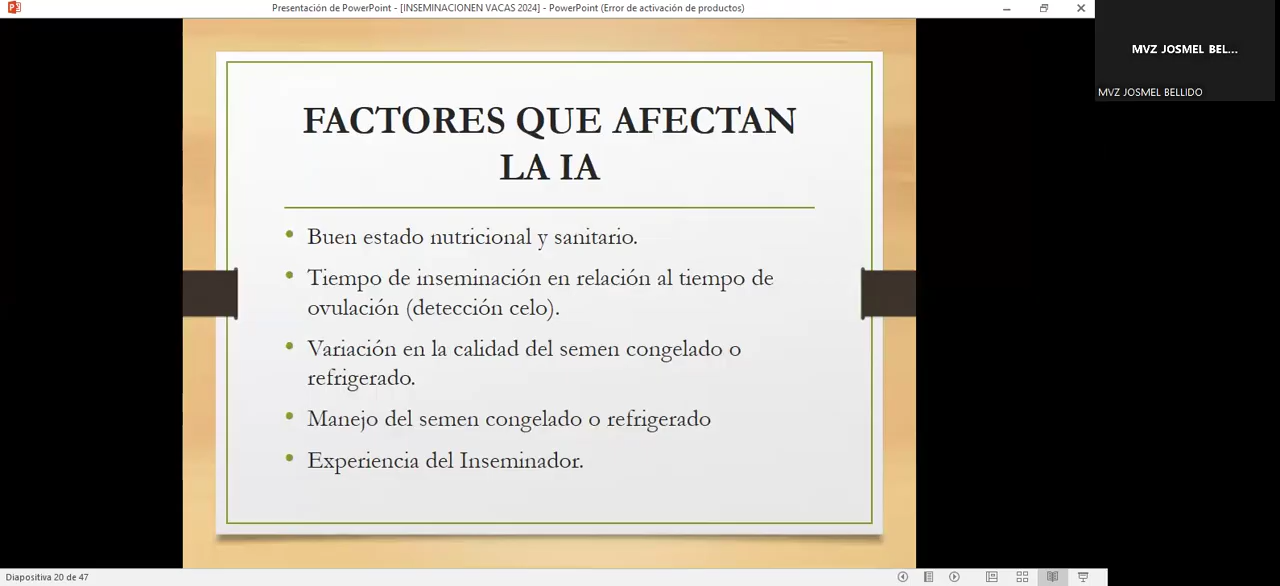 Presentación de PowerPoint - [INSEMINACIONEN VACAS 2024] - PowerPoint (Error de activación de productos)
MVZ JOSMEL BEL...
MVZ JOSMEL BELLIDO
FACTORES QUE AFECTAN
LA IA
• Buen estado nutricional y sanitario.
• Tiempo de inseminación en relación al tiempo de
ovulación (detección celo).
• Variación en la calidad del semen congelado o
refrigerado.
• Manejo del semen congelado o refrigerado
• Experiencia del Inseminador.
Diapositiva 20 de 47